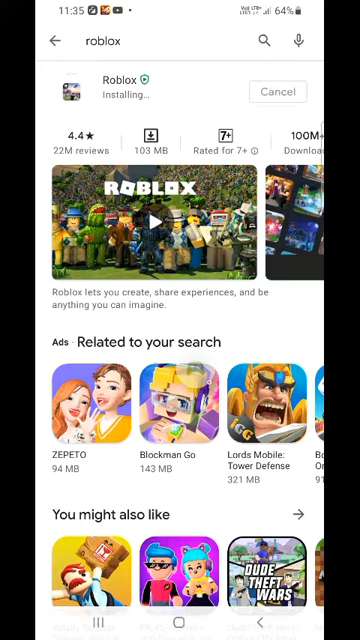 11:35
64%
roblox
Roblox
Installing...
Cancel
4.4★
22M reviews
103 MB
7+
Rated for 7+
100M+
ROBLOX
Roblox lets you create, share experiences, and be
anything you can imagine.
Ads · Related to your search
ZEPETO
94 MB
Blockman Go
143 MB
IGG
Lords Mobile:
Tower Defense
321 MB
You might also like
DUDE
THEFT
WARS